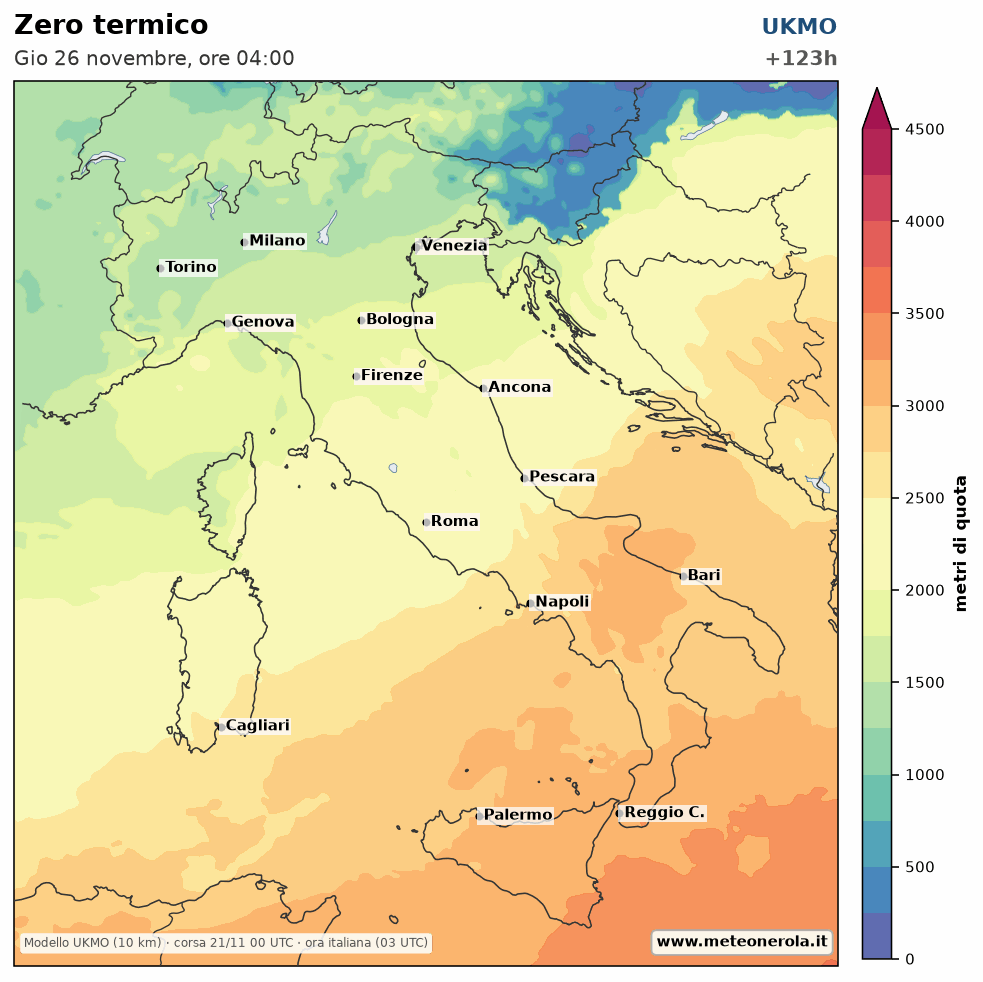 Zero termico
UKMO
Gio 26 novembre, ore 04:00
+123h
4500
4000
3500
3000
2500
2000
1500
1000
500
0
metri di quota
Milano
Venezia
Torino
Genova
Bologna
Firenze
Ancona
Pescara
Roma
Bari
Napoli
Cagliari
Palermo
Reggio C.
Modello UKMO (10 km) · corsa 21/11 00 UTC · ora italiana (03 UTC)
www.meteonerola.it